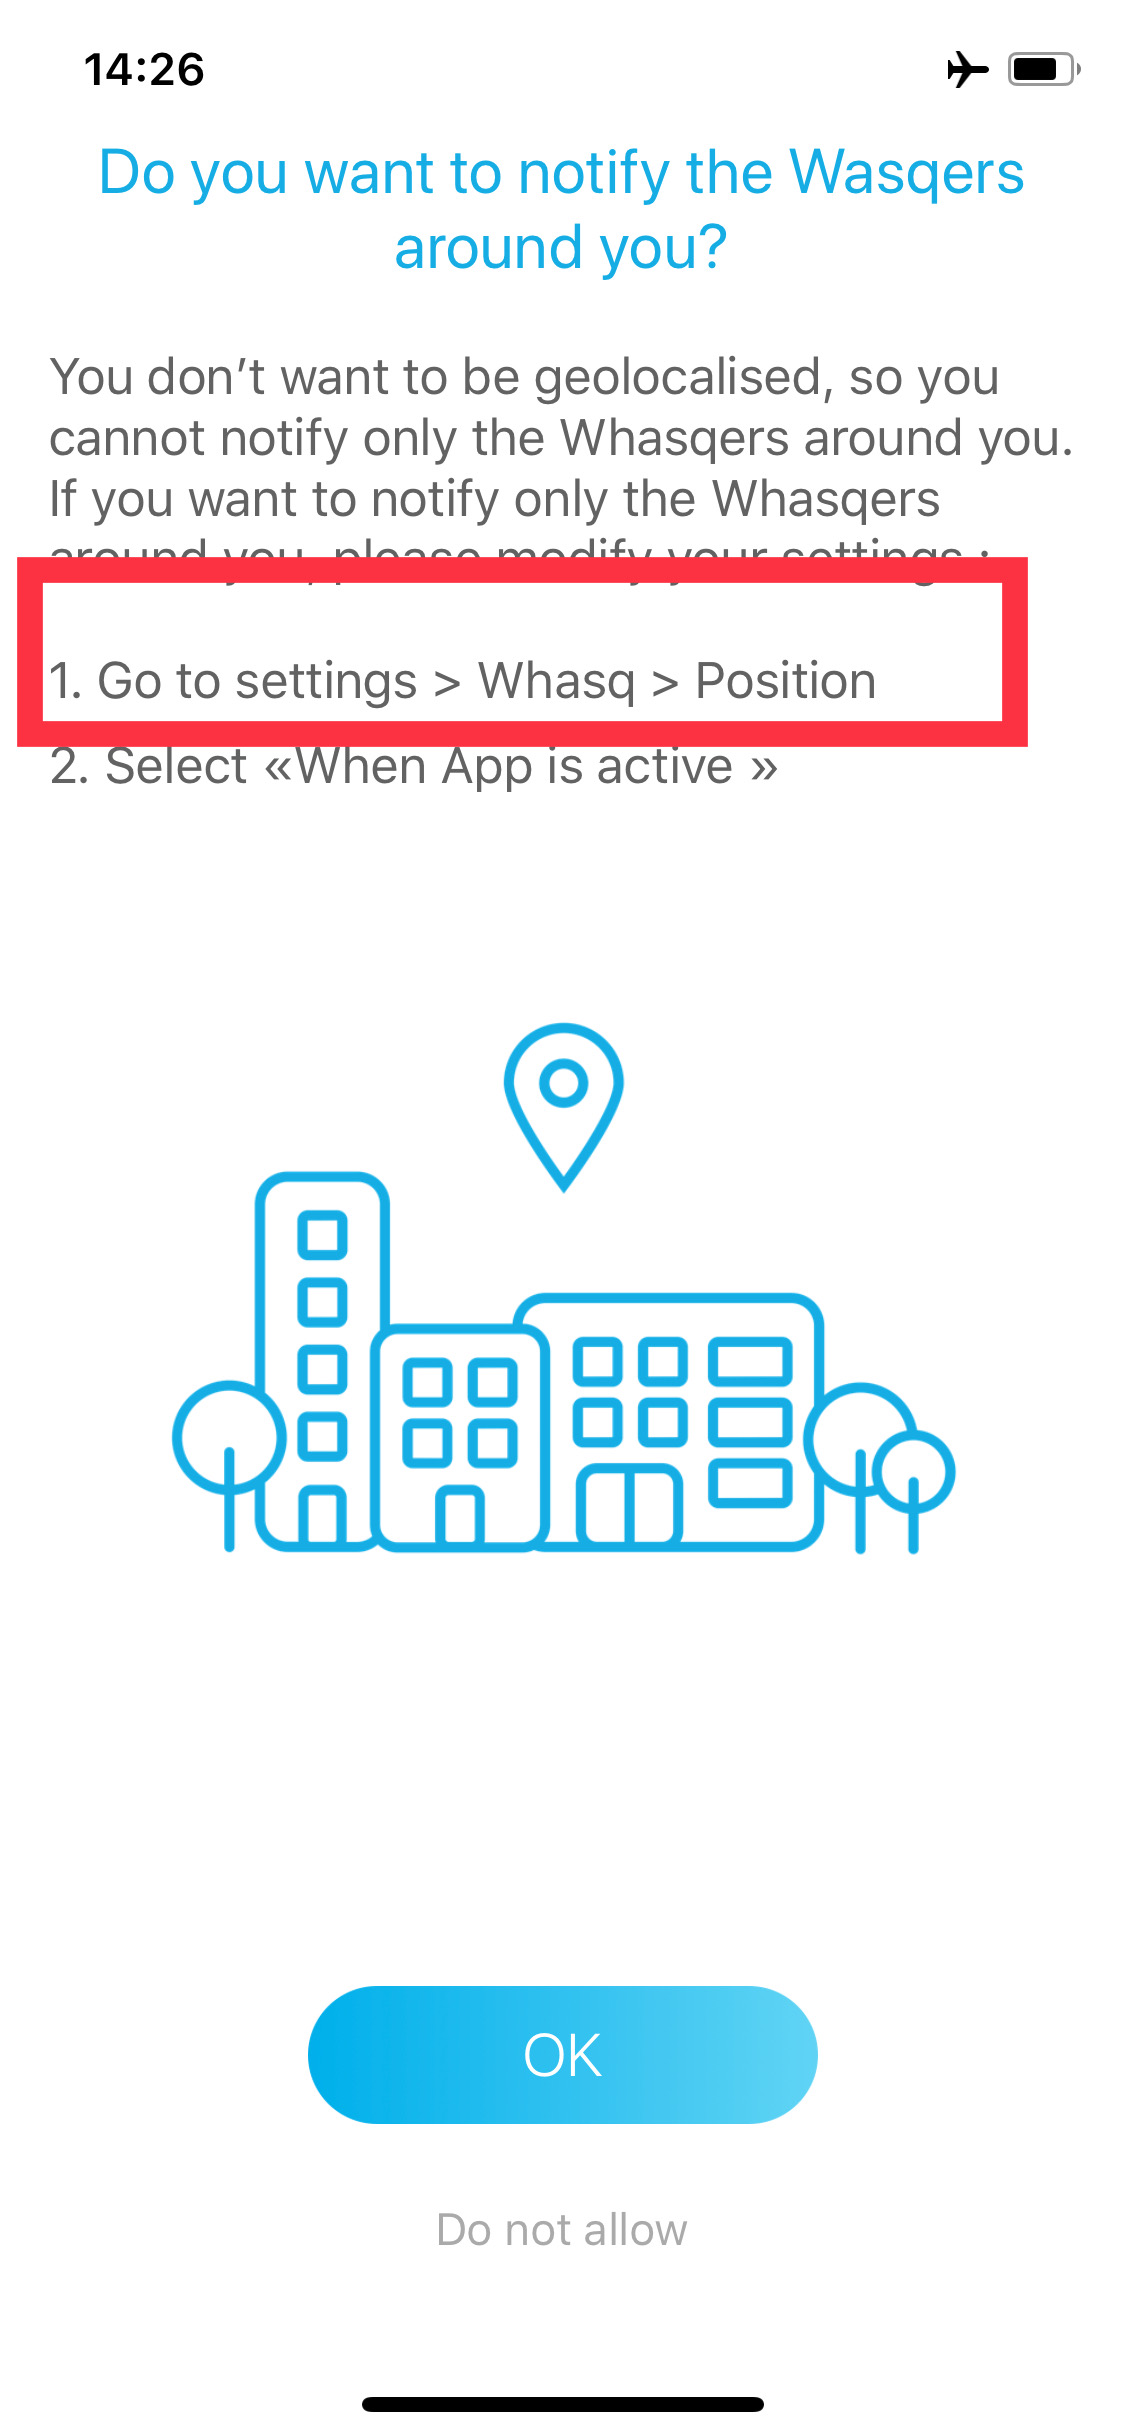 14:26
Do you want to notify the Wasqers
around you?
You don’t want to be geolocalised, so you
cannot notify only the Whasqers around you.
If you want to notify only the Whasqers
around you, please modify your settings :
1. Go to settings > Whasq > Position
2. Select «When App is active »
OK
Do not allow